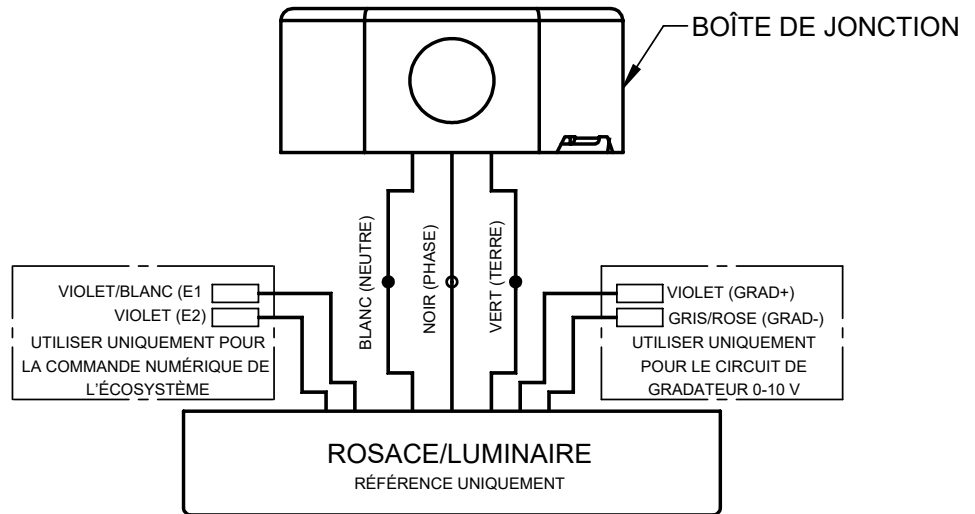 BOÎTE DE JONCTION
BLANC (NEUTRE)
NOIR (PHASE)
VERT (TERRE)
VIOLET/BLANC (E1
VIOLET (E2)
UTILISER UNIQUEMENT POUR
LA COMMANDE NUMÉRIQUE DE
L'ÉCOSYSTÈME
VIOLET (GRAD+)
GRIS/ROSE (GRAD-)
UTILISER UNIQUEMENT
POUR LE CIRCUIT DE
GRADATEUR 0-10 V
ROSACE/LUMINAIRE
RÉFÉRENCE UNIQUEMENT